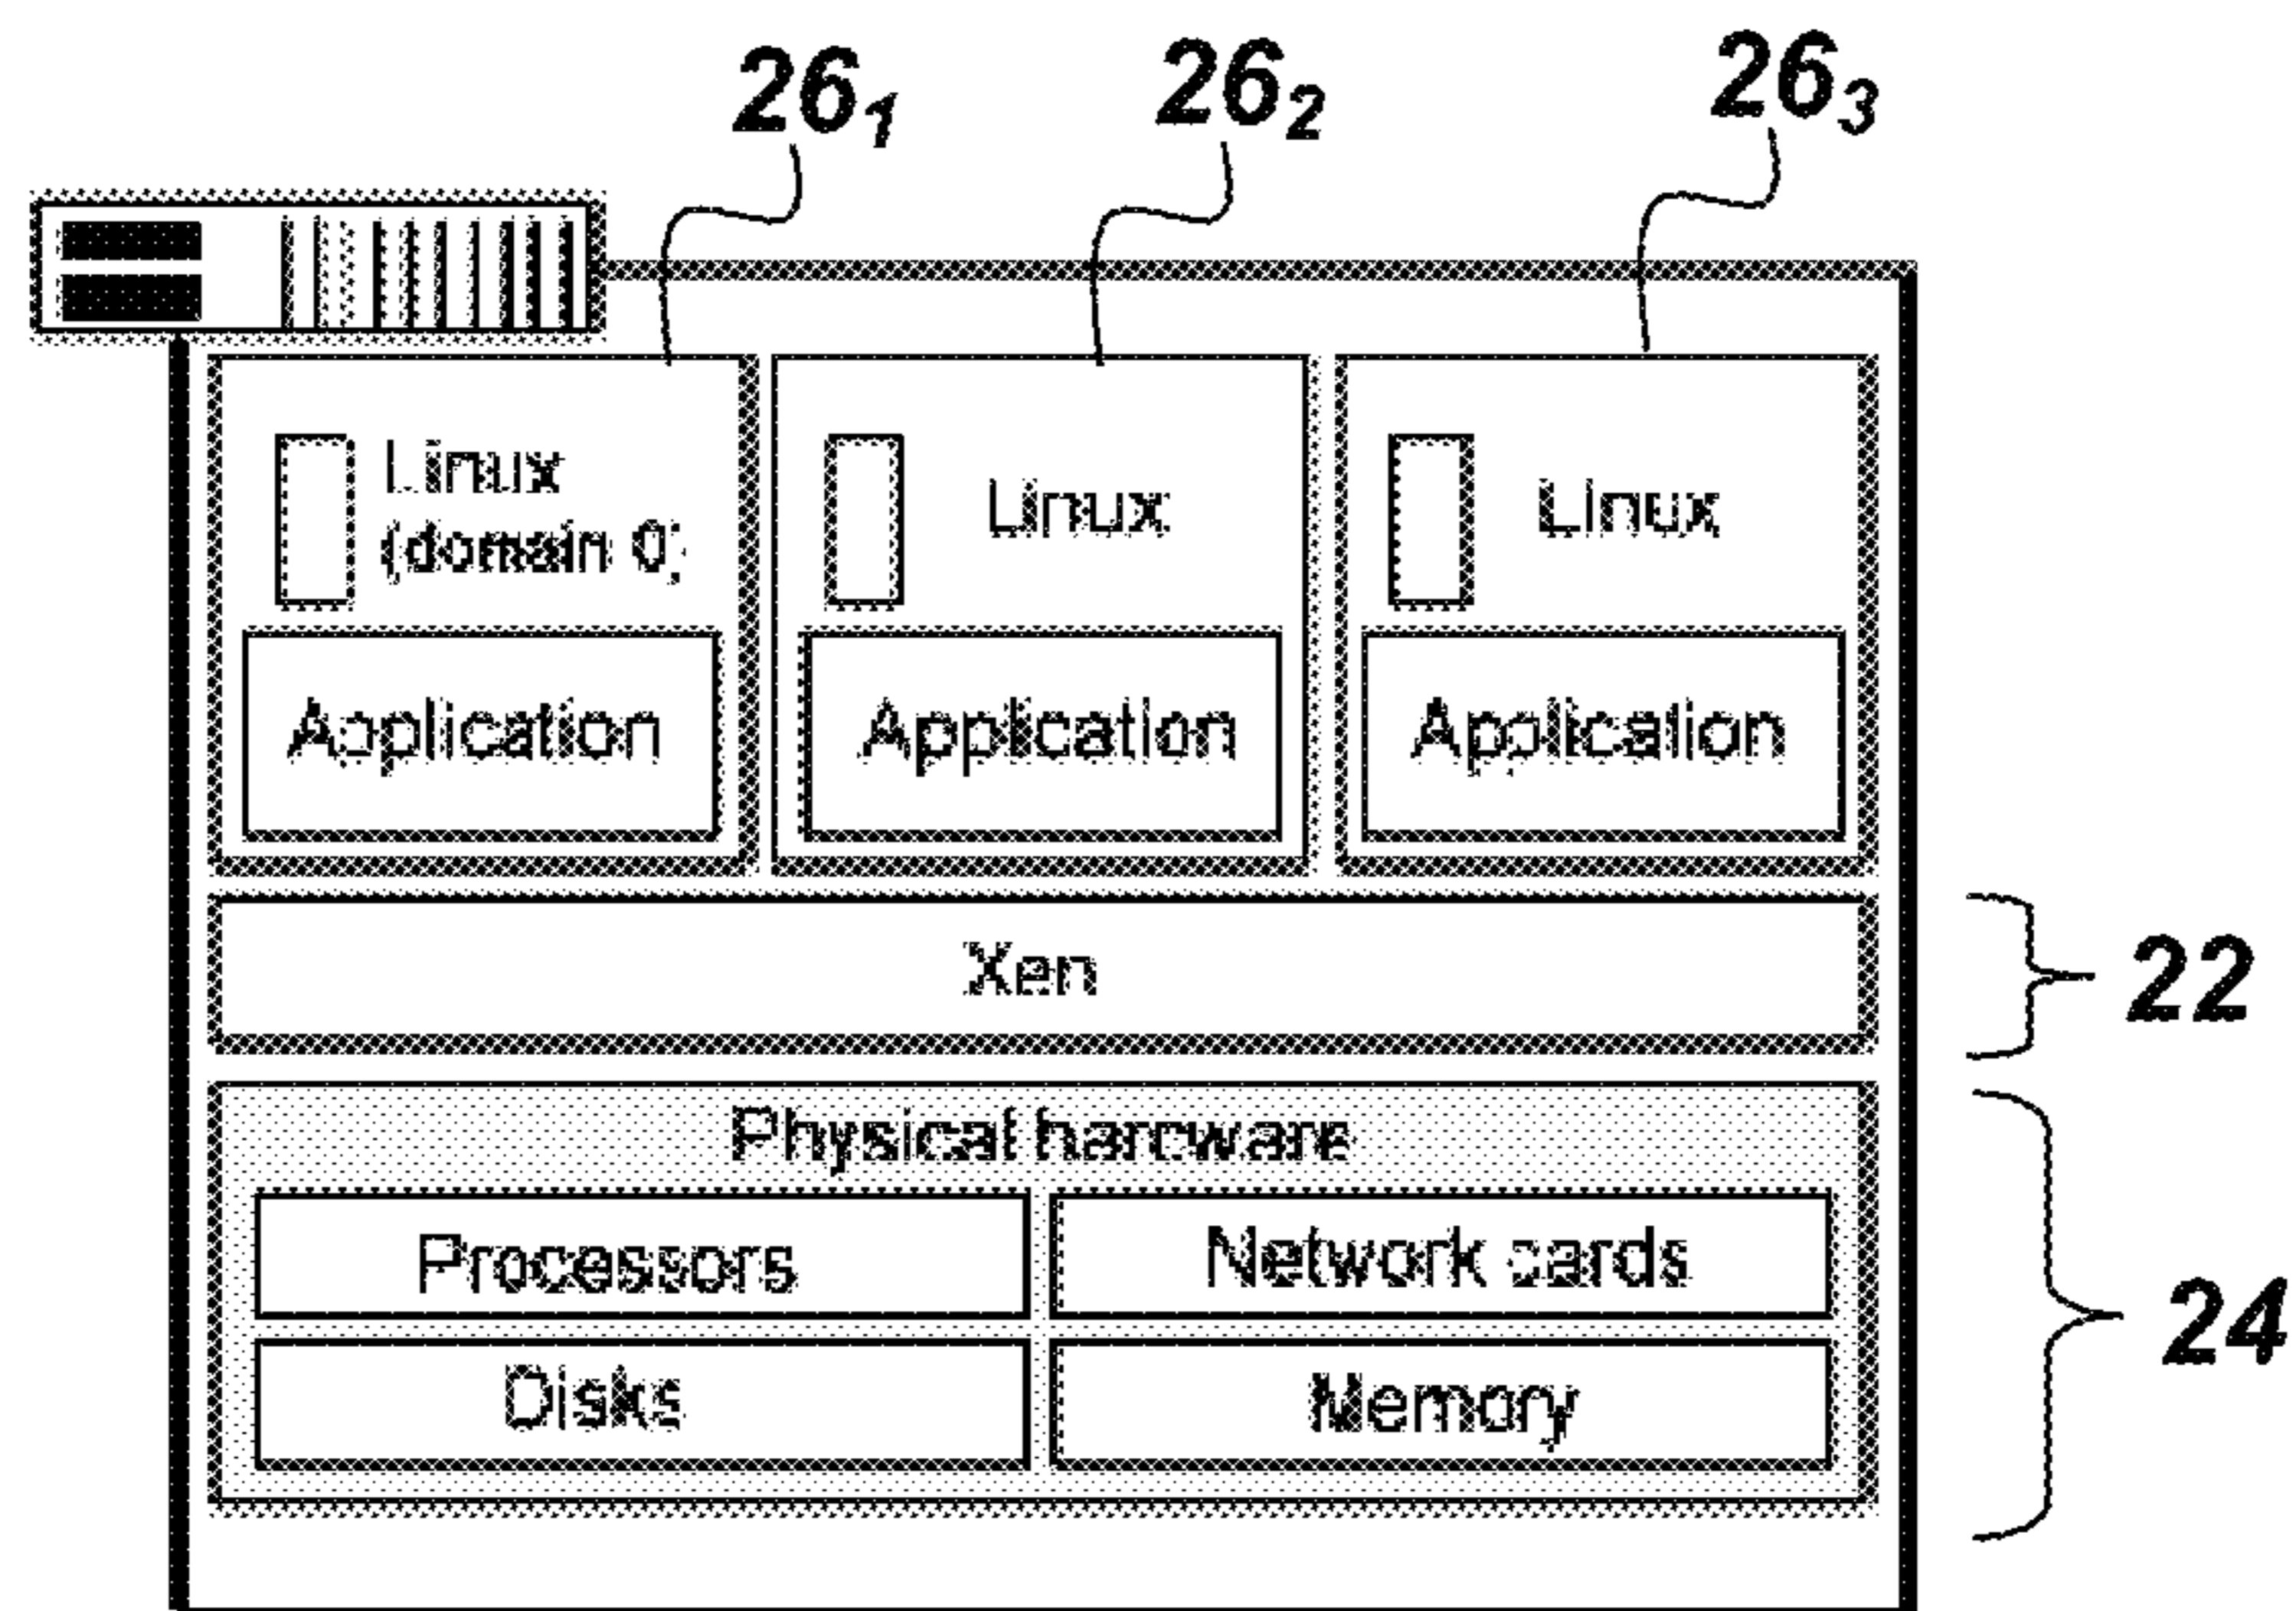 26₁ 26₂ 26₃
Linux
(domain 0)
Linux
Linux
Application Application Application
Xen
22
Physical hardware
Processors Network cards
24
Disks Memory